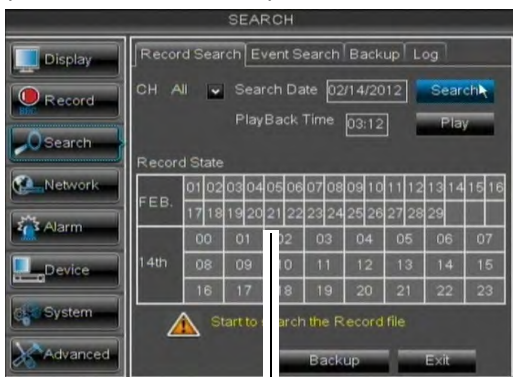 SEARCH
Display
Record
Search
Network
Alarm
Device
System
Advanced
Record Search Event Search Backup Log
CH All Search Date 02/14/2012 Search
PlayBack Time 03:12 Play
Record State
FEB.
01 02 03 04 05 06 07 08 09 10 11 12 13 14 15 16
17 18 19 20 21 22 23 24 25 26 27 28 29
14th
00 01 02 03 04 05 06 07
08 09 10 11 12 13 14 15
16 17 18 19 20 21 22 23
Start to search the Record file
Backup Exit